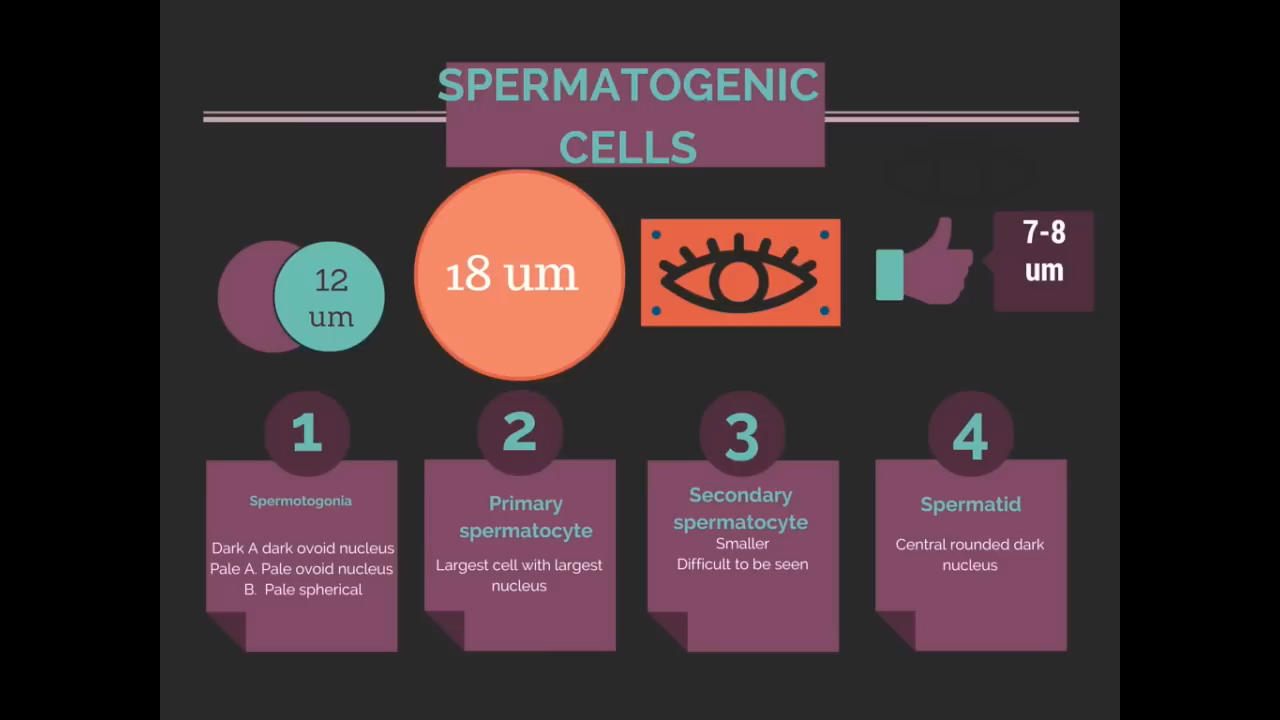 SPERMATOGENIC
CELLS
12
um
18 um
7-8
um
1
2
3
4
Spermotogonia
Dark A dark ovoid nucleus
Pale A. Pale ovoid nucleus
B. Pale spherical
Primary
spermatocyte
Largest cell with largest
nucleus
Secondary
spermatocyte
Smaller
Difficult to be seen
Spermatid
Central rounded dark
nucleus